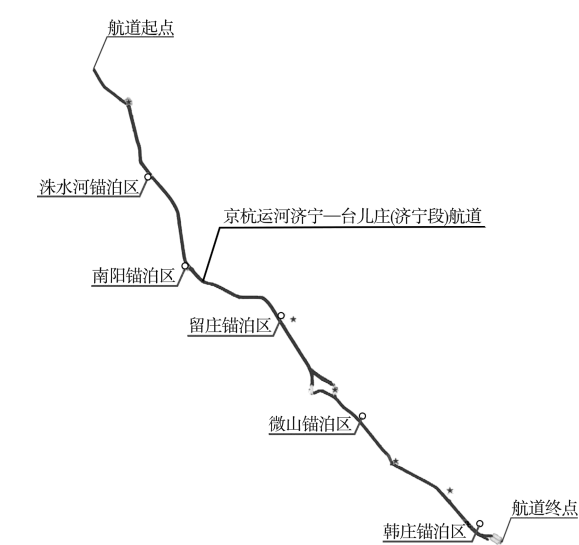 航道起点
洙水河锚泊区
京杭运河济宁—台儿庄(济宁段)航道
南阳锚泊区
留庄锚泊区
微山锚泊区
航道终点
韩庄锚泊区